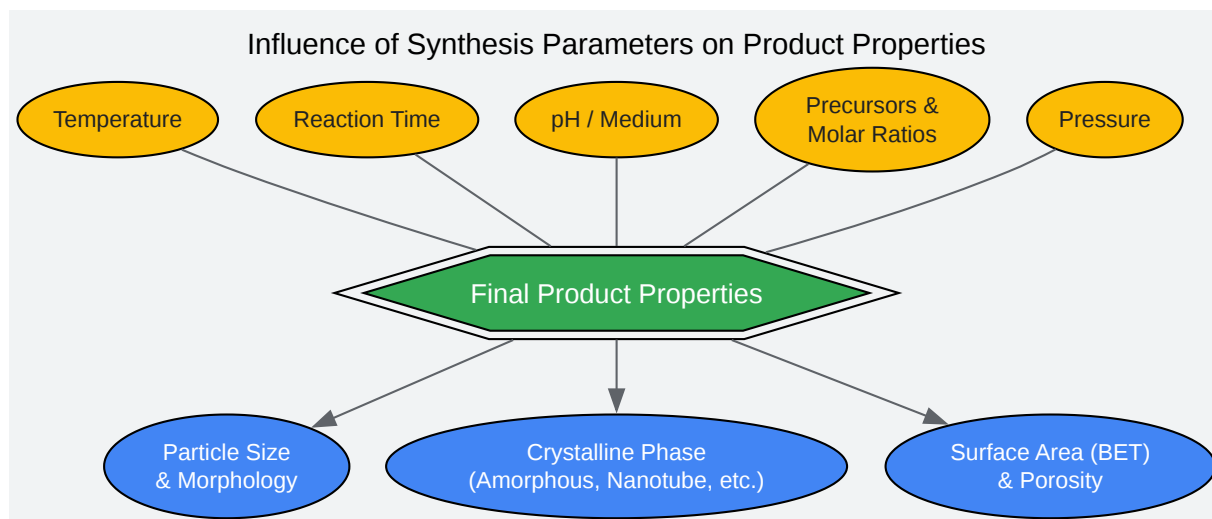 Influence of Synthesis Parameters on Product Properties
Temperature
Reaction Time
pH / Medium
Precursors &
Molar Ratios
Pressure
Final Product Properties
Particle Size
& Morphology
Crystalline Phase
(Amorphous, Nanotube, etc.)
Surface Area (BET)
& Porosity